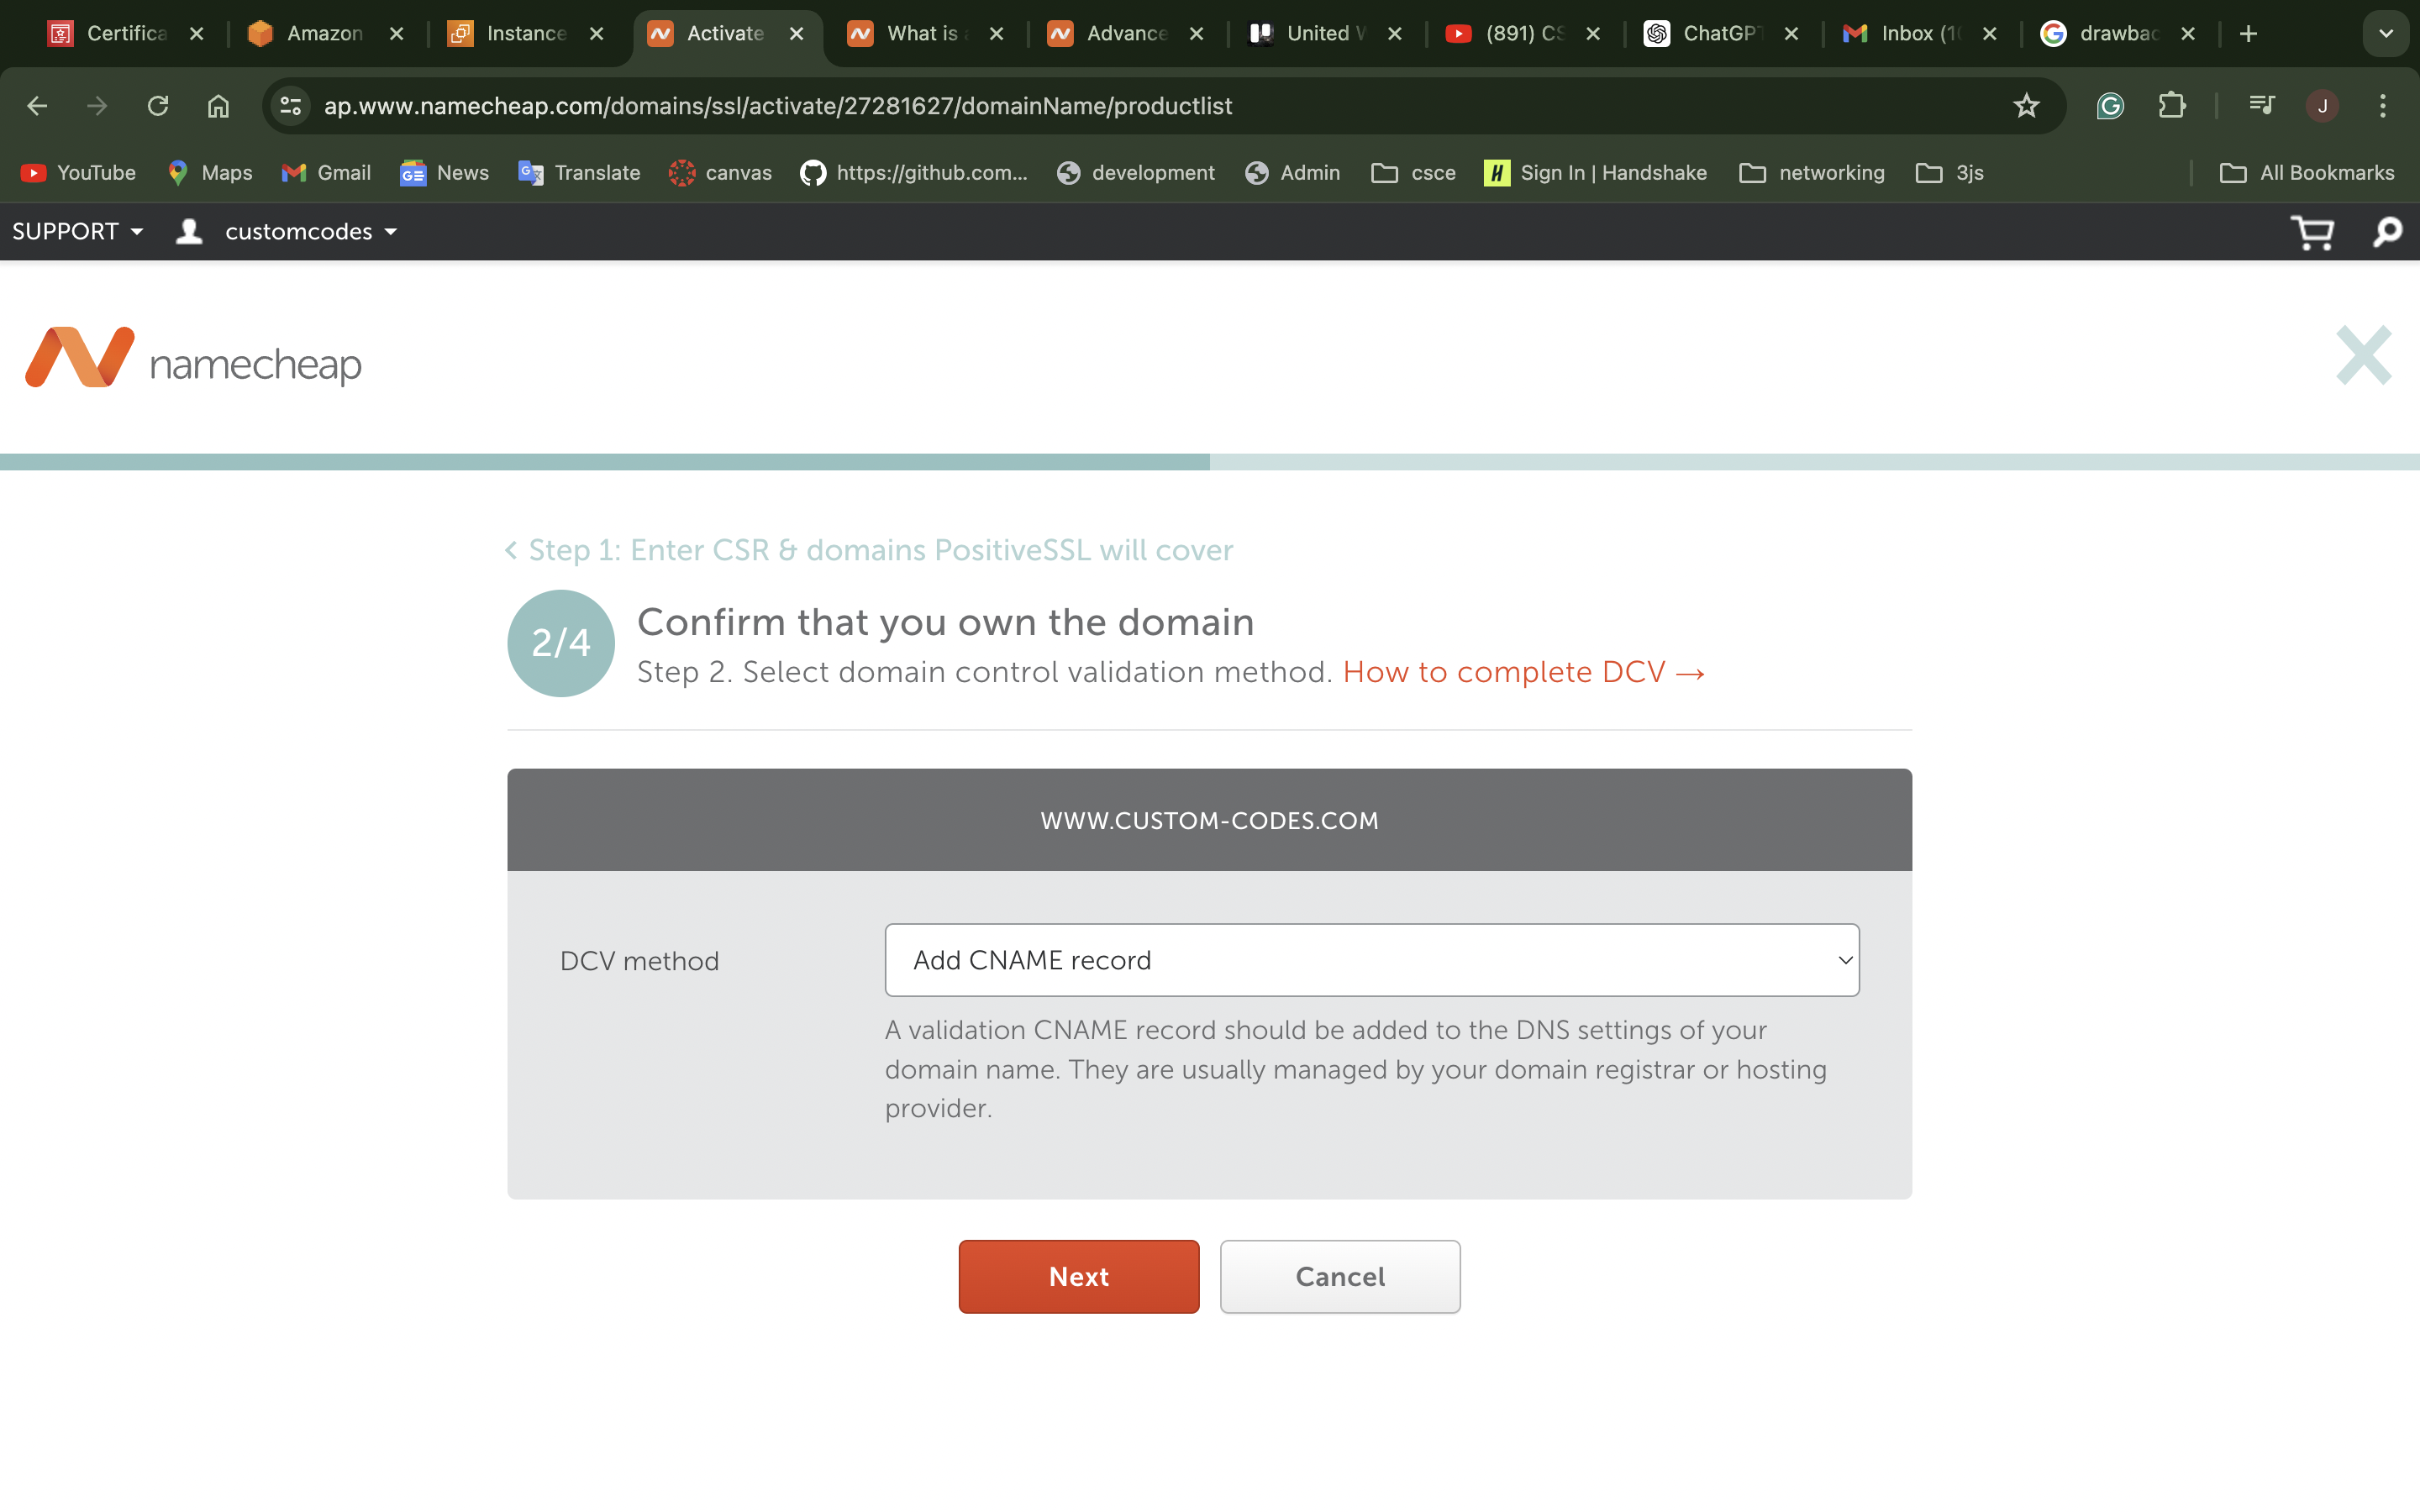 Certifica
Amazon
Instance
Activate
What is a
Advance
United W
(891) CS
ChatGPT
Inbox (10
drawbac
ap.www.namecheap.com/domains/ssl/activate/27281627/domainName/productlist
J
YouTube
Maps
Gmail
News
Translate
canvas
https://github.com...
development
Admin
csce
Sign In | Handshake
networking
3js
All Bookmarks
SUPPORT
customcodes
namecheap
< Step 1: Enter CSR & domains PositiveSSL will cover
2/4
Confirm that you own the domain
Step 2. Select domain control validation method. How to complete DCV →
WWW.CUSTOM-CODES.COM
DCV method
Add CNAME record
A validation CNAME record should be added to the DNS settings of your
domain name. They are usually managed by your domain registrar or hosting
provider.
Next
Cancel